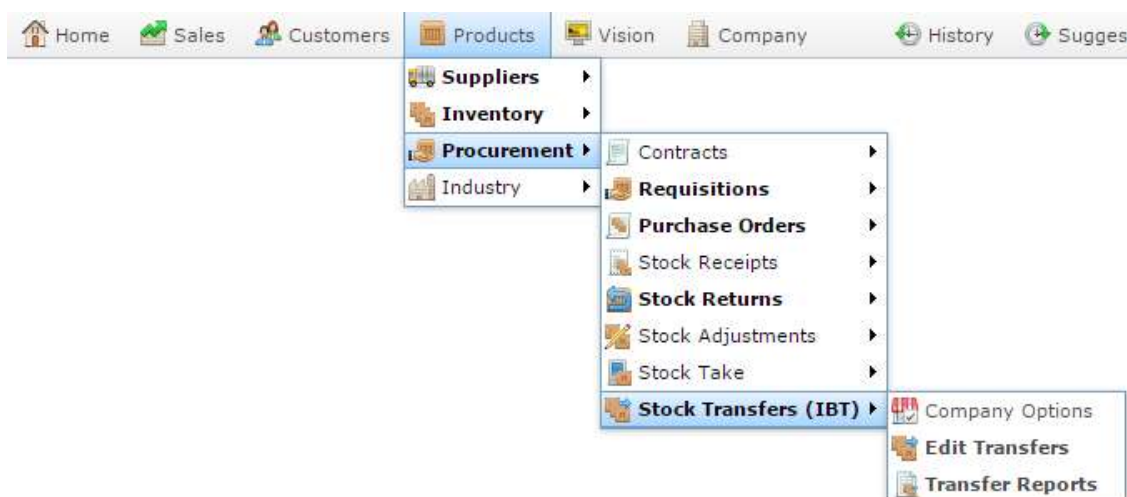 Home Sales Customers Products Vision Company History Sugges
Suppliers
Inventory
Procurement
Industry
Contracts
Requisitions
Purchase Orders
Stock Receipts
Stock Returns
Stock Adjustments
Stock Take
Stock Transfers (IBT)
Company Options
Edit Transfers
Transfer Reports